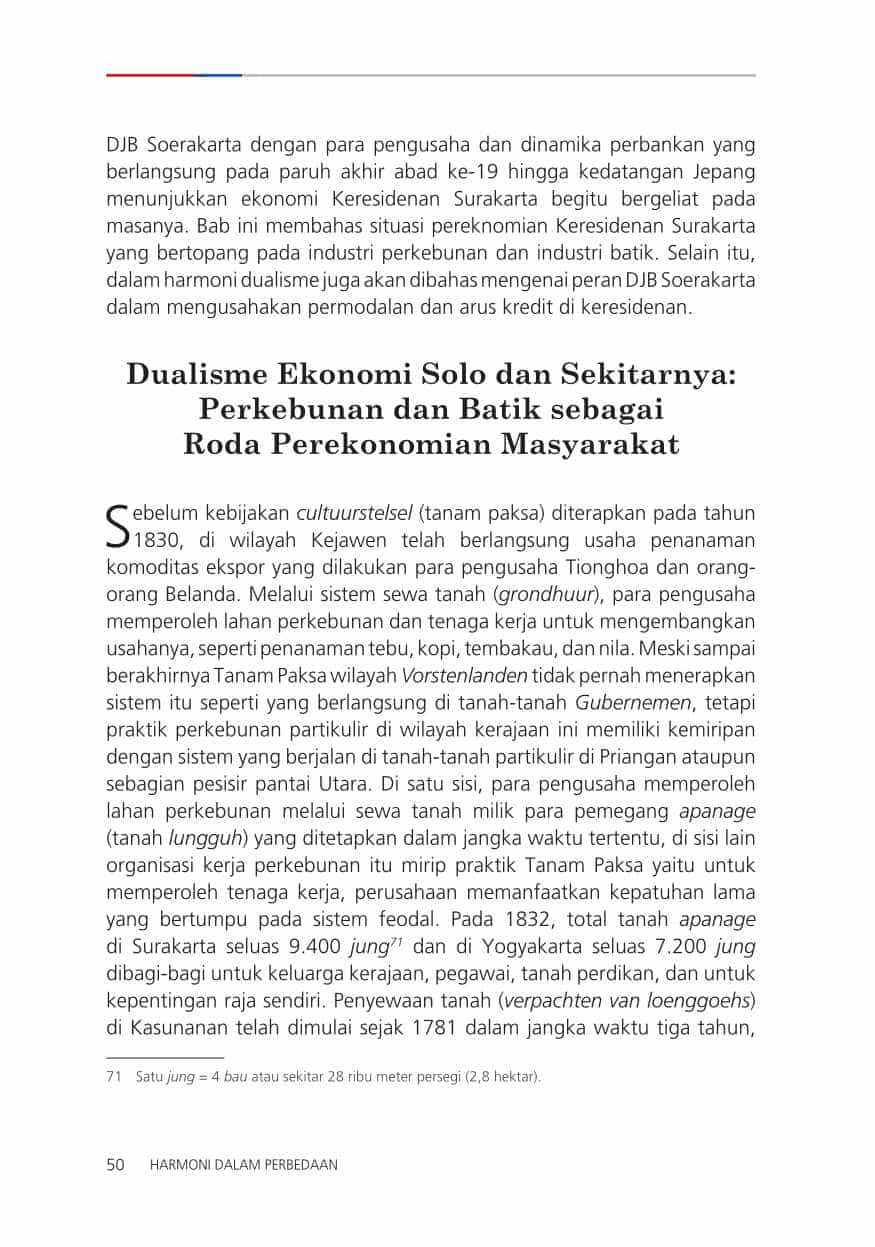 DJB Soerakarta dengan para pengusaha dan dinamika perbankan yang
berlangsung pada paruh akhir abad ke-19 hingga kedatangan Jepang
menunjukkan ekonomi Keresidenan Surakarta begitu bergeliat pada
masanya. Bab ini membahas situasi pereknomian Keresidenan Surakarta
yang bertopang pada industri perkebunan dan industri batik. Selain itu,
dalam harmoni dualisme juga akan dibahas mengenai peran DJB Soerakarta
dalam mengusahakan permodalan dan arus kredit di keresidenan.
Dualisme Ekonomi Solo dan Sekitarnya:
Perkebunan dan Batik sebagai
Roda Perekonomian Masyarakat
Sebelum kebijakan cultuurstelsel (tanam paksa) diterapkan pada tahun
1830, di wilayah Kejawen telah berlangsung usaha penanaman
komoditas ekspor yang dilakukan para pengusaha Tionghoa dan orang-
orang Belanda. Melalui sistem sewa tanah (grondhuur), para pengusaha
memperoleh lahan perkebunan dan tenaga kerja untuk mengembangkan
usahanya, seperti penanaman tebu, kopi, tembakau, dan nila. Meski sampai
berakhirnya Tanam Paksa wilayah Vorstenlanden tidak pernah menerapkan
sistem itu seperti yang berlangsung di tanah-tanah Gubernemen, tetapi
praktik perkebunan partikulir di wilayah kerajaan ini memiliki kemiripan
dengan sistem yang berjalan di tanah-tanah partikulir di Priangan ataupun
sebagian pesisir pantai Utara. Di satu sisi, para pengusaha memperoleh
lahan perkebunan melalui sewa tanah milik para pemegang apanage
(tanah lungguh) yang ditetapkan dalam jangka waktu tertentu, di sisi lain
organisasi kerja perkebunan itu mirip praktik Tanam Paksa yaitu untuk
memperoleh tenaga kerja, perusahaan memanfaatkan kepatuhan lama
yang bertumpu pada sistem feodal. Pada 1832, total tanah apanage
di Surakarta seluas 9.400 jung71 dan di Yogyakarta seluas 7.200 jung
dibagi-bagi untuk keluarga kerajaan, pegawai, tanah perdikan, dan untuk
kepentingan raja sendiri. Penyewaan tanah (verpachten van loenggoehs)
di Kasunanan telah dimulai sejak 1781 dalam jangka waktu tiga tahun,
71 Satu jung = 4 bau atau sekitar 28 ribu meter persegi (2,8 hektar).
50 HARMONI DALAM PERBEDAAN